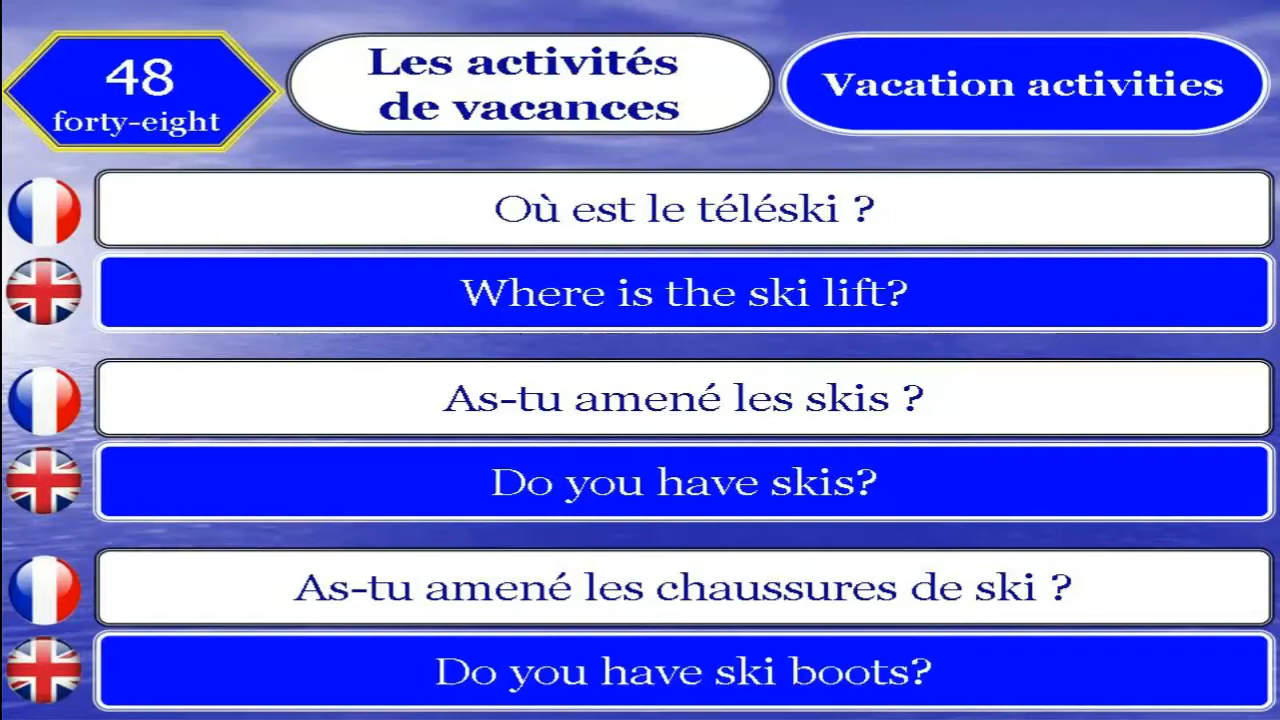 48
forty-eight
Les activités
de vacances
Vacation activities
Où est le téléski ?
Where is the ski lift?
As-tu amené les skis ?
Do you have skis?
As-tu amené les chaussures de ski ?
Do you have ski boots?